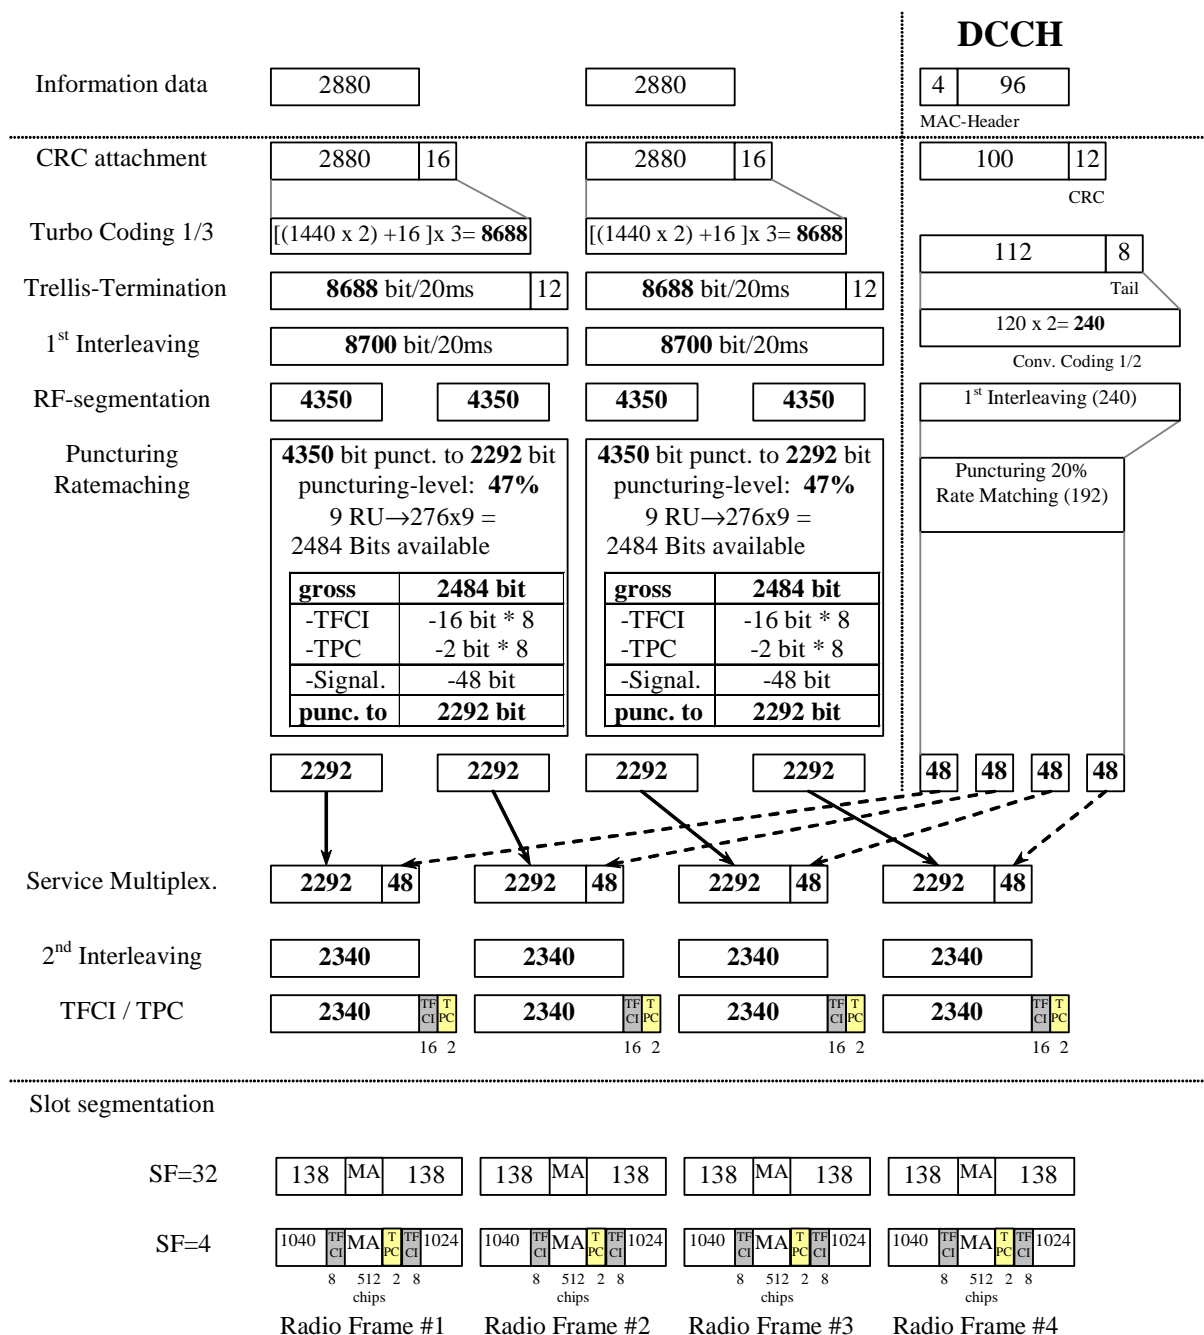 DCCH
Information data 2880 2880 4 96
MAC-Header
CRC attachment 2880 16 2880 16 100 12
CRC
Turbo Coding 1/3 [(1440 x 2) +16 ]x 3= 8688 [(1440 x 2) +16 ]x 3= 8688
112 8
Trellis-Termination 8688 bit/20ms 12 8688 bit/20ms 12
Tail
120 x 2= 240
1st Interleaving 8700 bit/20ms 8700 bit/20ms
Conv. Coding 1/2
RF-segmentation 4350 4350 4350 4350 1st Interleaving (240)
Puncturing
Ratemaching
4350 bit punct. to 2292 bit
puncturing-level: 47%
9 RU→276x9 =
2484 Bits available
gross 2484 bit
-TFCI -16 bit * 8
-TPC -2 bit * 8
-Signal. -48 bit
punc. to 2292 bit
4350 bit punct. to 2292 bit
puncturing-level: 47%
9 RU→276x9 =
2484 Bits available
gross 2484 bit
-TFCI -16 bit * 8
-TPC -2 bit * 8
-Signal. -48 bit
punc. to 2292 bit
Puncturing 20%
Rate Matching (192)
2292 2292 2292 2292 48 48 48 48
Service Multiplex. 2292 48 2292 48 2292 48 2292 48
2nd Interleaving 2340 2340 2340 2340
TFCI / TPC 2340 TF CI T PC 2340 TF CI T PC 2340 TF CI T PC 2340 TF CI T PC
16 2 16 2 16 2 16 2
Slot segmentation
SF=32 138 MA 138 138 MA 138 138 MA 138 138 MA 138
SF=4 1040 TF CI MA T PC TF CI 1024 1040 TF CI MA T PC TF CI 1024 1040 TF CI MA T PC TF CI 1024 1040 TF CI MA T PC TF CI 1024
8 512 2 8 8 512 2 8 8 512 2 8 8 512 2 8
chips chips chips chips
Radio Frame #1 Radio Frame #2 Radio Frame #3 Radio Frame #4